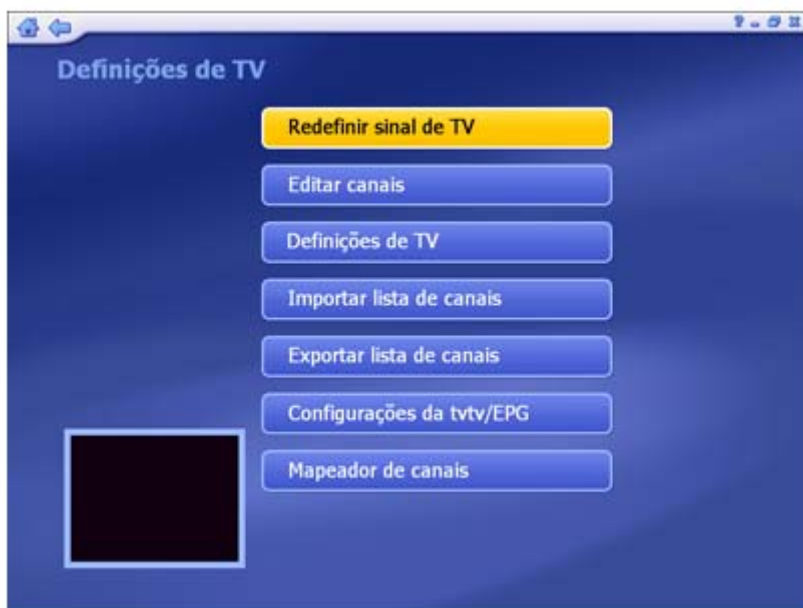 Definições de TV
Redefinir sinal de TV
Editar canais
Definições de TV
Importar lista de canais
Exportar lista de canais
Configurações da tvtv/EPG
Mapeador de canais